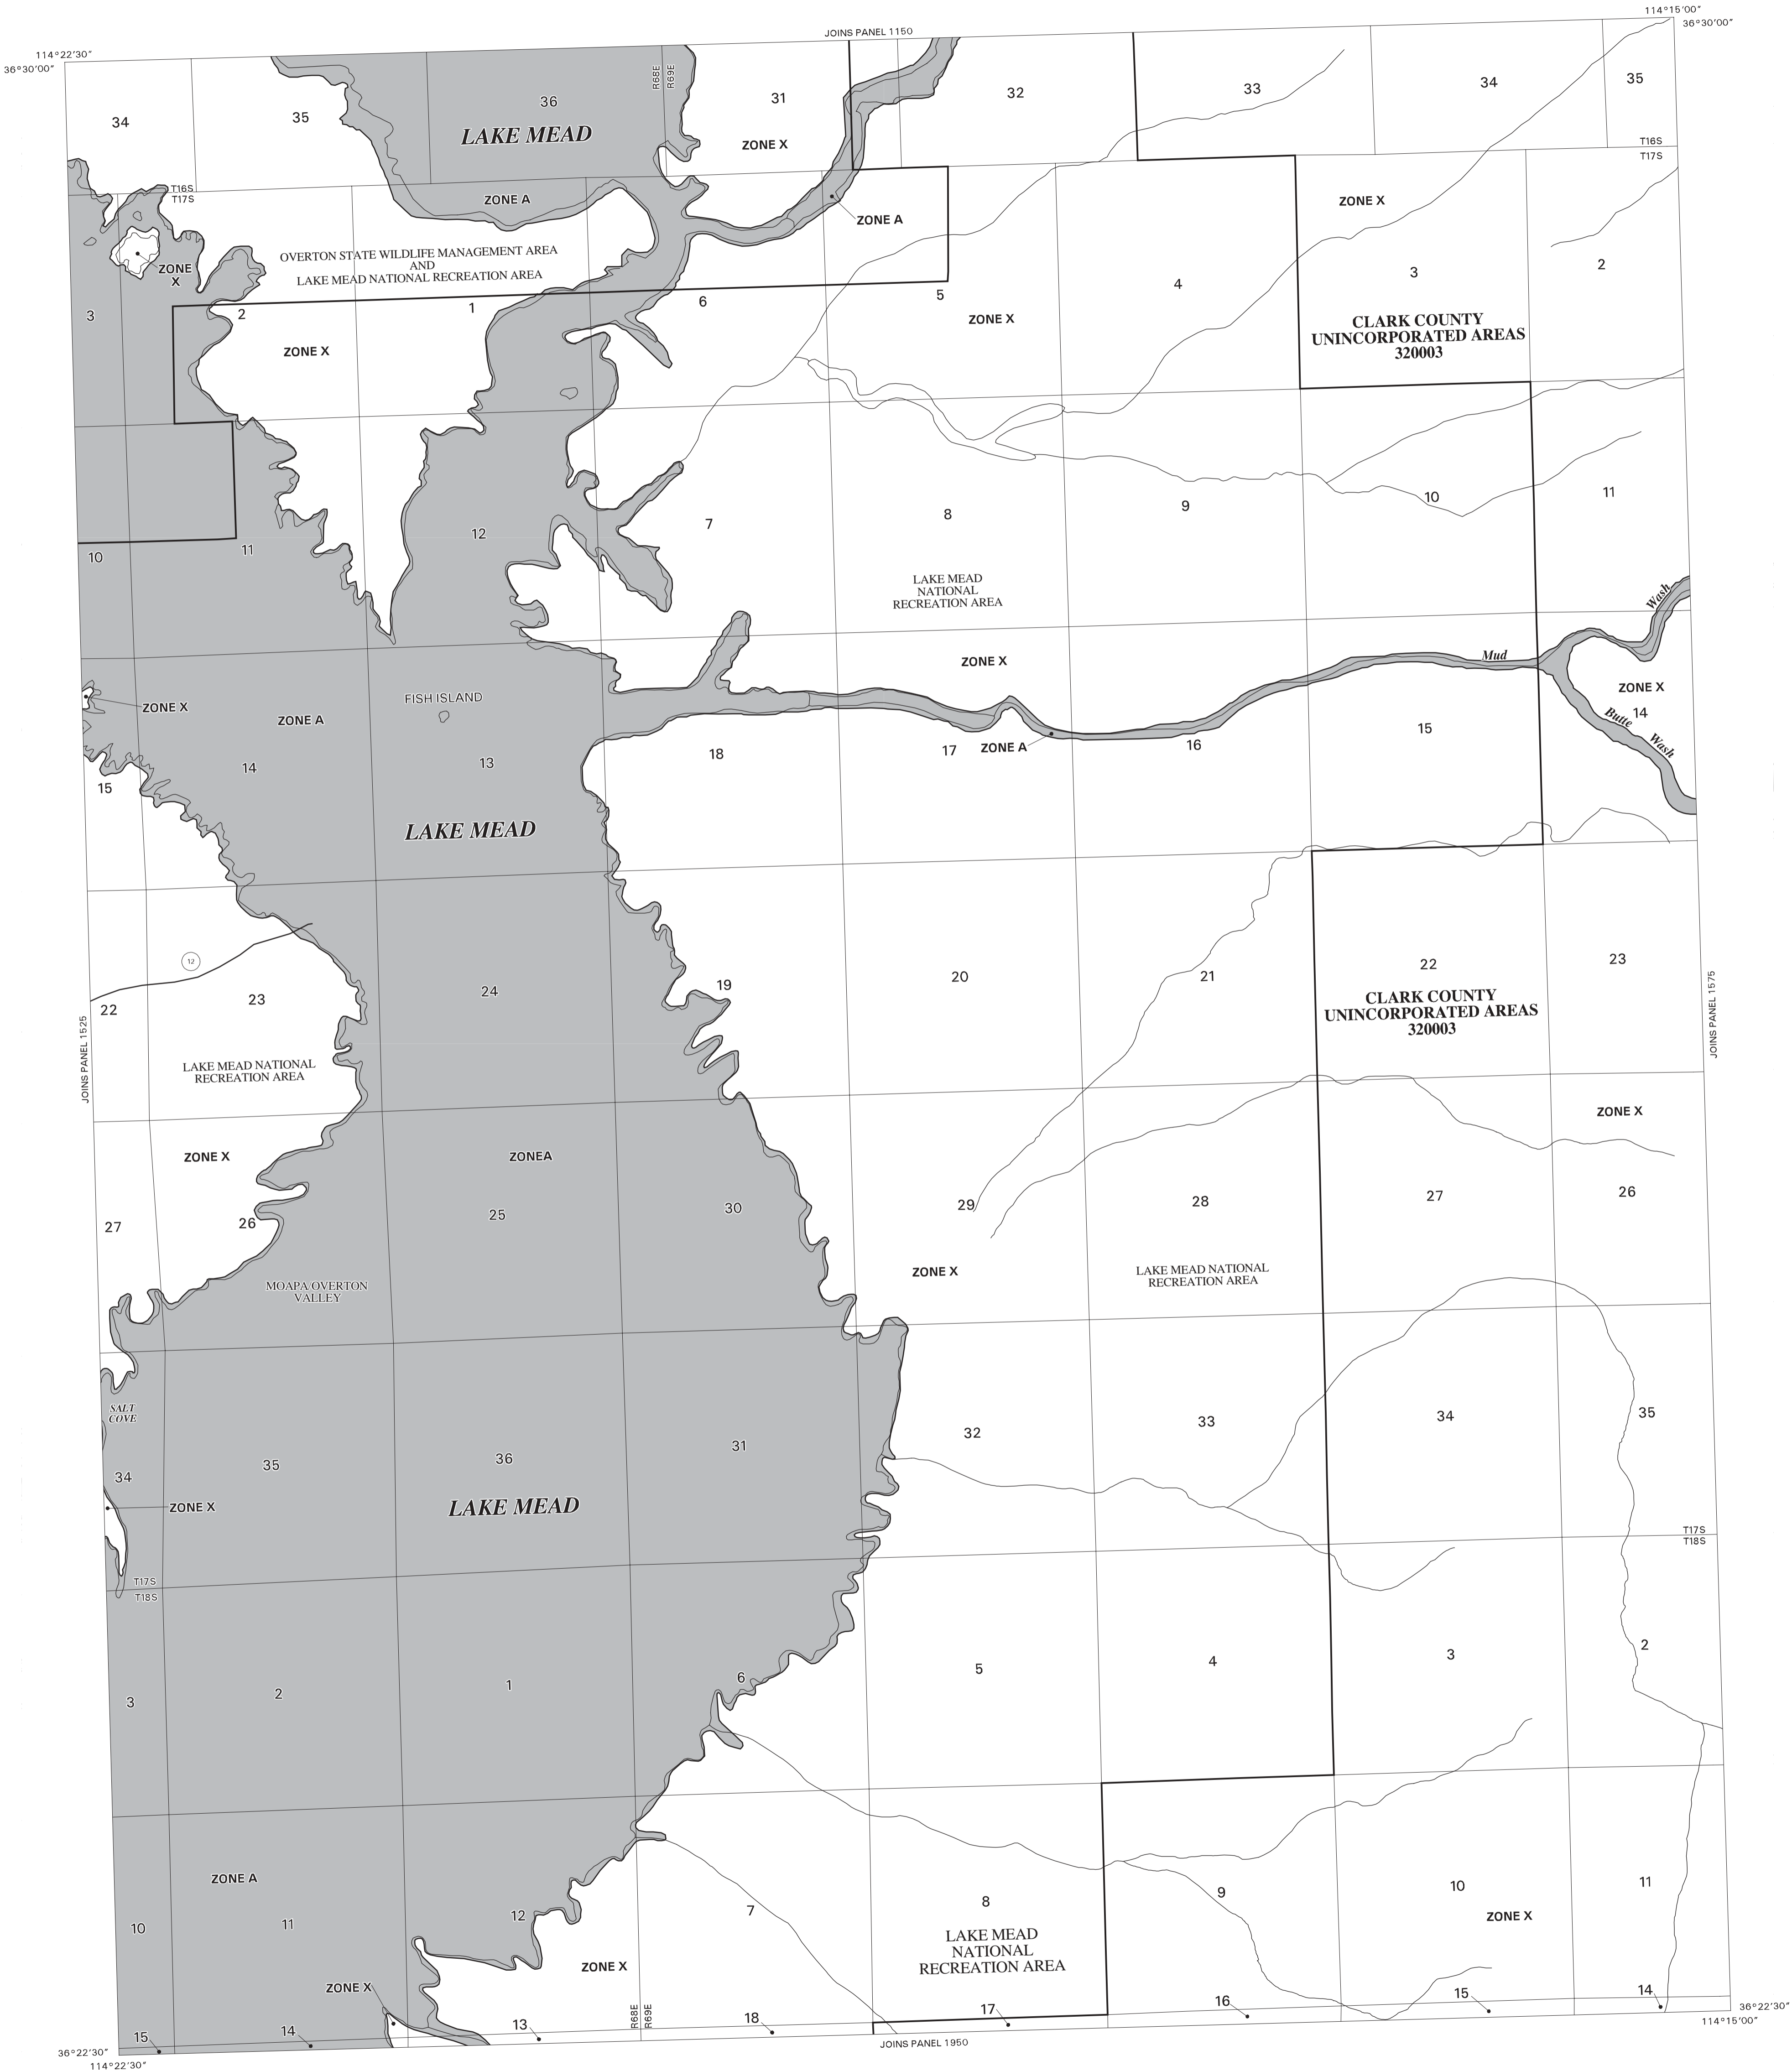 114°15'00"
36°30'00"
JOINS PANEL 1150
114°22'30"
36°30'00"
R68E
R69E
34
35
36
LAKE MEAD
31
32
33
34
35
ZONE X
T16S
T17S
T16S
T17S
ZONE A
ZONE A
ZONE X
OVERTON STATE WILDLIFE MANAGEMENT AREA
AND
LAKE MEAD NATIONAL RECREATION AREA
ZONE
X
3
2
1
6
5
4
3
2
ZONE X
ZONE X
CLARK COUNTY
UNINCORPORATED AREAS
320003
10
11
12
7
8
9
10
11
LAKE MEAD
NATIONAL
RECREATION AREA
Wash
Mud
ZONE X
ZONE X
ZONE X
ZONE A
FISH ISLAND
Butte
Wash
15
14
13
18
17
ZONE A
16
15
14
LAKE MEAD
12
22
23
24
19
20
21
22
23
CLARK COUNTY
UNINCORPORATED AREAS
320003
JOINS PANEL 1525
JOINS PANEL 1575
LAKE MEAD NATIONAL
RECREATION AREA
ZONE X
ZONE X
ZONEA
27
26
25
30
29
28
27
26
ZONE X
LAKE MEAD NATIONAL
RECREATION AREA
MOAPA OVERTON
VALLEY
SALT
COVE
34
35
36
31
32
33
34
35
ZONE X
LAKE MEAD
T17S
T18S
T17S
T18S
3
2
1
6
5
4
3
2
ZONE A
10
11
12
7
8
9
10
11
ZONE X
LAKE MEAD
NATIONAL
RECREATION AREA
ZONE X
ZONE X
R68E
R69E
15
14
13
18
17
16
15
14
36°22'30"
114°15'00"
JOINS PANEL 1950
36°22'30"
114°22'30"